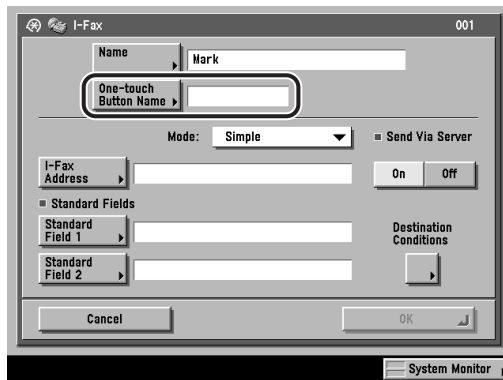 I-Fax 001
Name
Mark
One-touch
Button Name
Mode: Simple
Send Via Server
I-Fax
Address
On Off
Standard Fields
Standard
Field 1
Destination
Conditions
Standard
Field 2
Cancel
OK
System Monitor